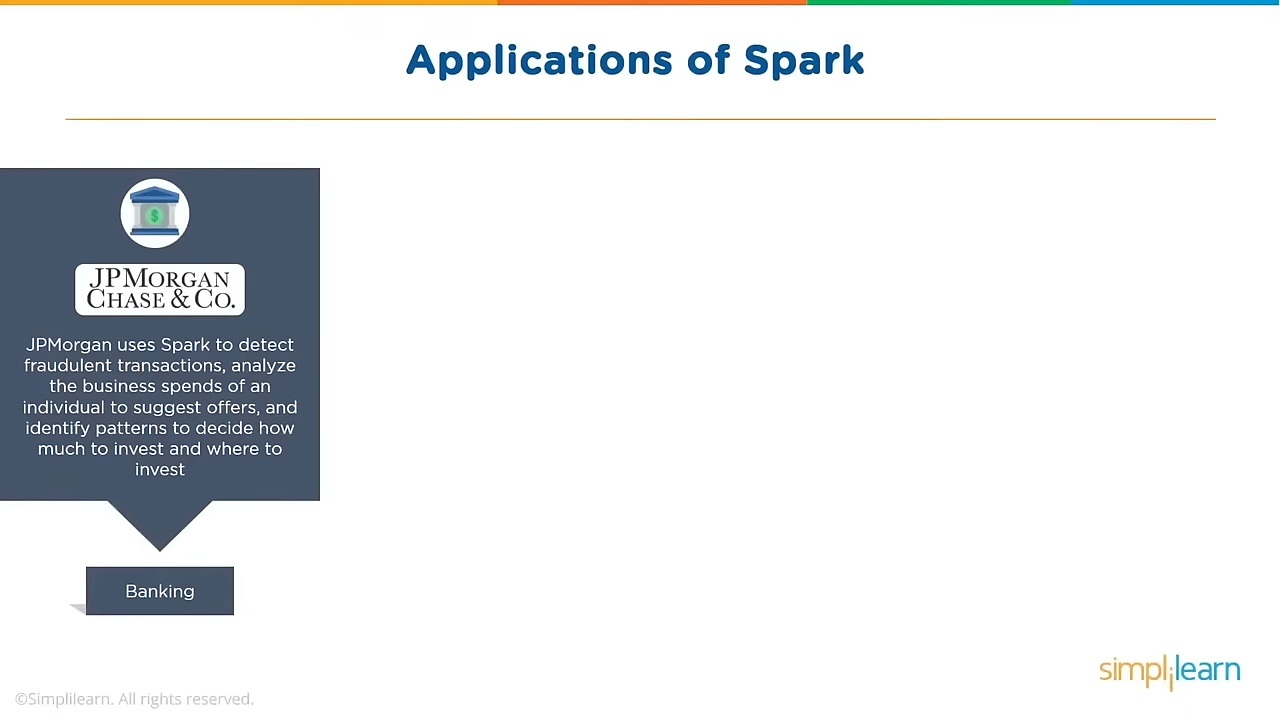 Applications of Spark
$
JPMORGAN
CHASE & CO.
JPMorgan uses Spark to detect
fraudulent transactions, analyze
the business spends of an
individual to suggest offers, and
identify patterns to decide how
much to invest and where to
invest
Banking
simplilearn
©Simplilearn. All rights reserved.